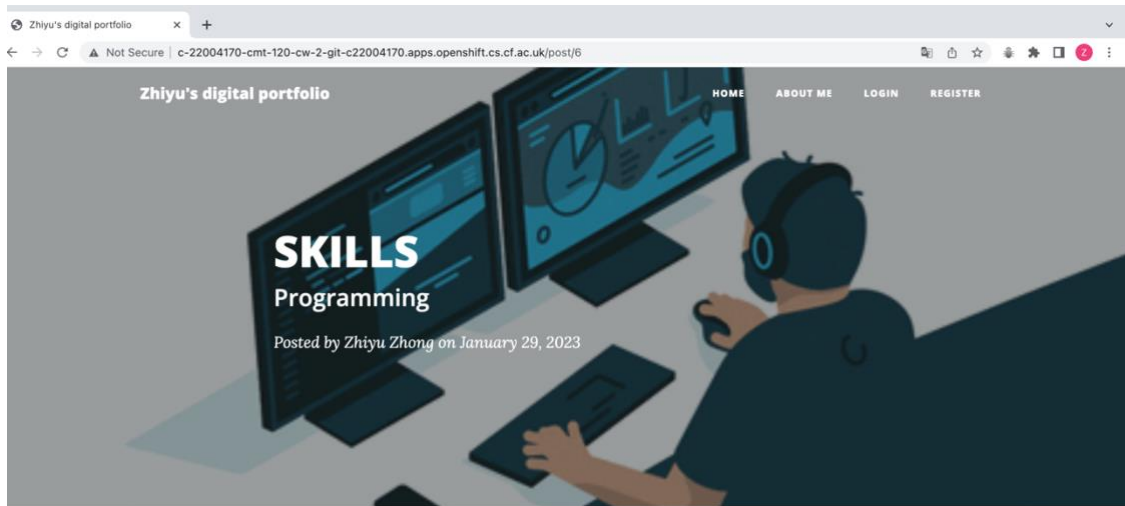 Zhiyu's digital portfolio
Not Secure | c-22004170-cmt-120-cw-2-git-c22004170.apps.openshift.cs.cf.ac.uk/post/6
Z
Zhiyu's digital portfolio
HOME ABOUT ME LOGIN REGISTER
SKILLS
Programming
Posted by Zhiyu Zhong on January 29, 2023